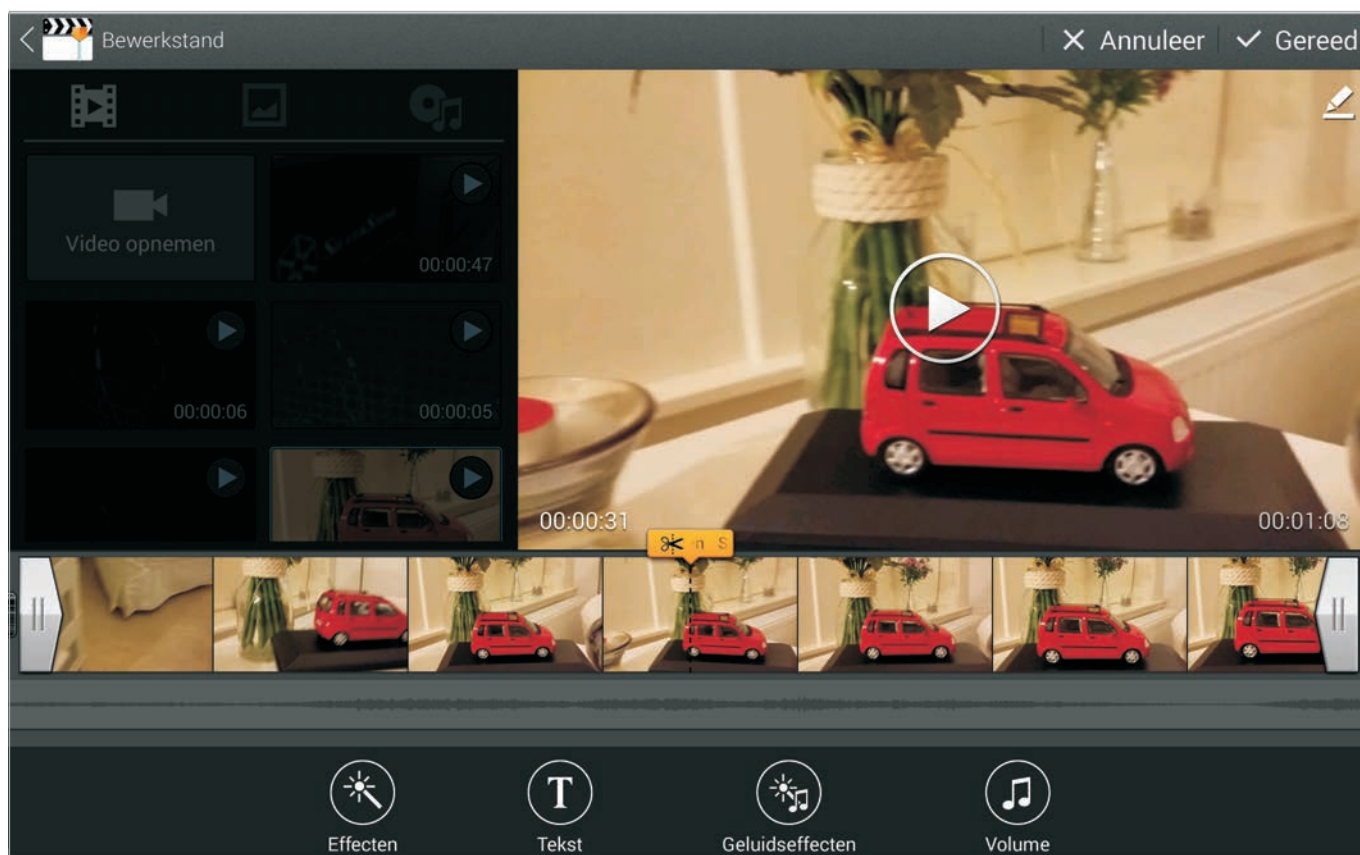 Bewerkstand
Annuleer
Gereed
Video opnemen
00:00:47
00:00:06
00:00:05
00:00:31
00:01:08
n S
Effecten
Tekst
Geluidseffecten
Volume